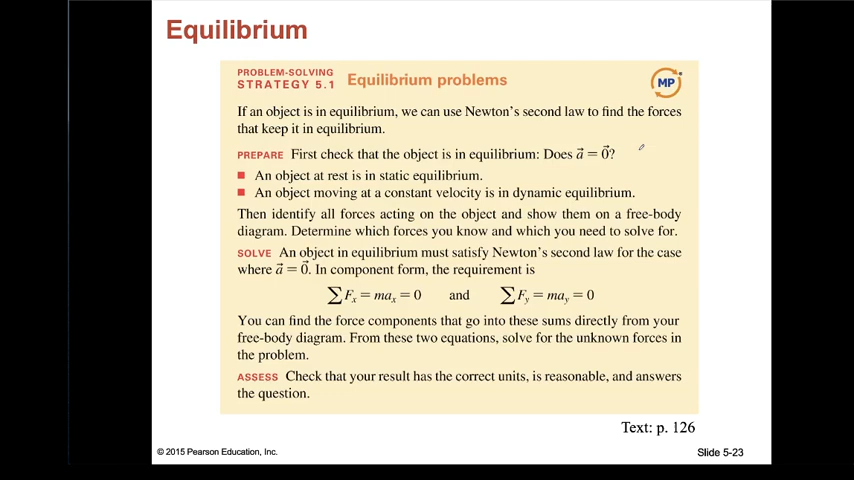 Equilibrium
PROBLEM-SOLVING
STRATEGY 5.1 Equilibrium problems
MP
If an object is in equilibrium, we can use Newton's second law to find the forces
that keep it in equilibrium.
PREPARE First check that the object is in equilibrium: Does a⃗ = 0⃗?
■ An object at rest is in static equilibrium.
■ An object moving at a constant velocity is in dynamic equilibrium.
Then identify all forces acting on the object and show them on a free-body
diagram. Determine which forces you know and which you need to solve for.
SOLVE An object in equilibrium must satisfy Newton's second law for the case
where a⃗ = 0⃗. In component form, the requirement is
∑Fₓ = maₓ = 0 and ∑F_y = ma_y = 0
You can find the force components that go into these sums directly from your
free-body diagram. From these two equations, solve for the unknown forces in
the problem.
ASSESS Check that your result has the correct units, is reasonable, and answers
the question.
Text: p. 126
© 2015 Pearson Education, Inc.
Slide 5-23